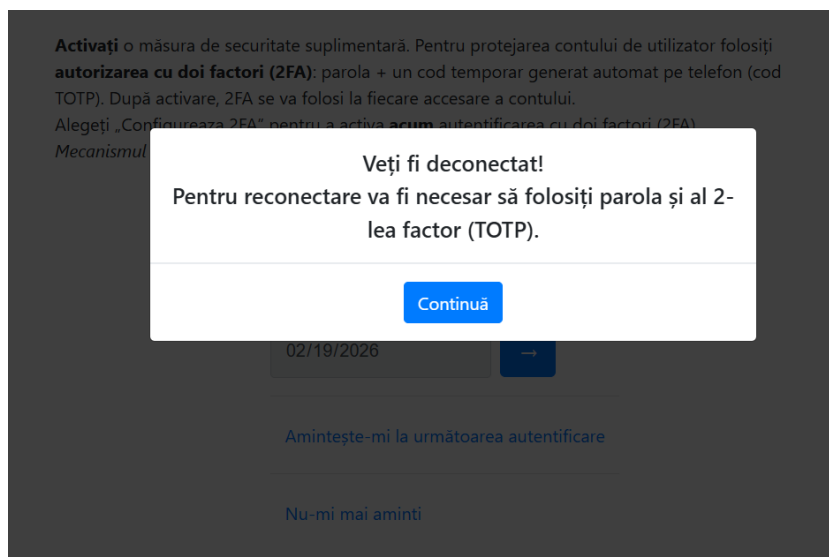 Activați o măsura de securitate suplimentară. Pentru protejarea contului de utilizator folosiți
autorizarea cu doi factori (2FA): parola + un cod temporar generat automat pe telefon (cod
TOTP). După activare, 2FA se va folosi la fiecare accesare a contului.
Alegeți „Configureaza 2FA” pentru a activa acum autentificarea cu doi factori (2FA)
Mecanismul
Veți fi deconectat!
Pentru reconectare va fi necesar să folosiți parola și al 2-
lea factor (TOTP).
Continuă
02/19/2026 →
Amintește-mi la următoarea autentificare
Nu-mi mai aminti